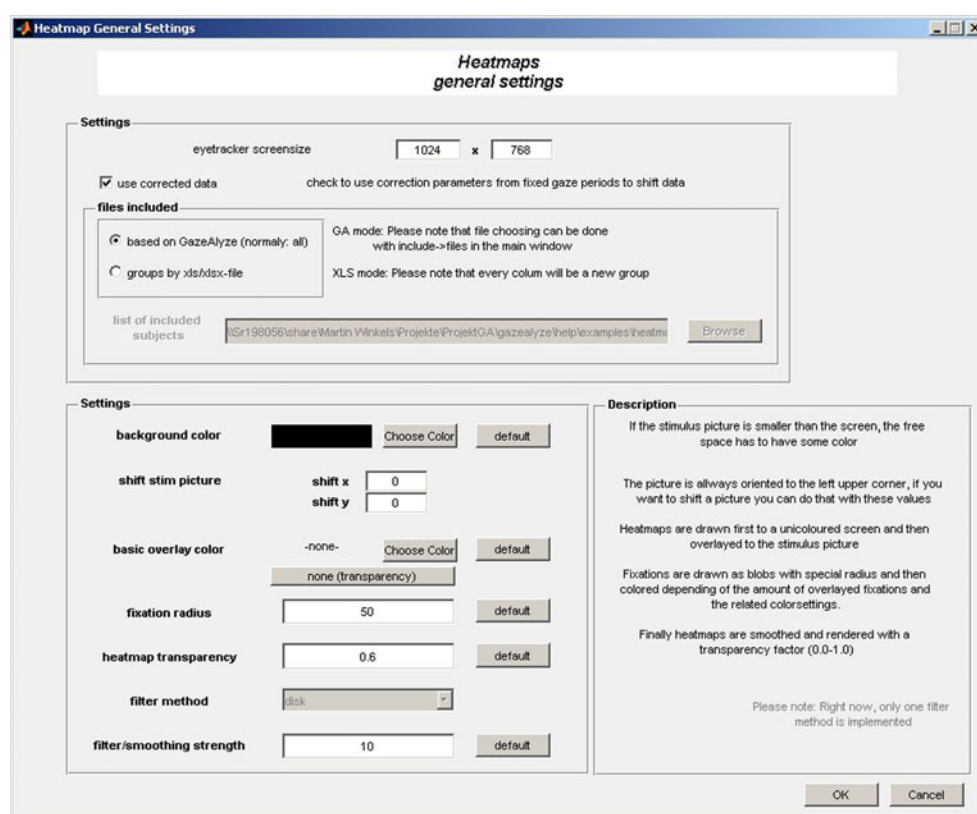 Heatmap General Settings
Heatmaps
general settings
Settings
eyetracker screensize 1024 x 768
use corrected data check to use correction parameters from fixed gaze periods to shift data
files included
based on GazeAlyze (normaly: all)
GA mode: Please note that file choosing can be done
with include->files in the main window
groups by xls/xlsx-file
XLS mode: Please note that every colum will be a new group
list of included
subjects
\\Sr198056\share\Martin Winkels\Projekte\ProjektGA\gazealyze\help\examples\heatm
Browse
Settings
background color Choose Color default
shift stim picture shift x 0
shift y 0
basic overlay color -none- Choose Color default
none (transparency)
fixation radius 50 default
heatmap transparency 0.6 default
filter method disk
filter/smoothing strength 10 default
Description
If the stimulus picture is smaller than the screen, the free
space has to have some color
The picture is allways oriented to the left upper corner, if you
want to shift a picture you can do that with these values
Heatmaps are drawn first to a unicoloured screen and then
overlayed to the stimulus picture
Fixations are drawn as blobs with special radius and then
colored depending of the amount of overlayed fixations and
the related colorsettings.
Finally heatmaps are smoothed and rendered with a
transparency factor (0.0-1.0)
Please note: Right now, only one filter
method is implemented
OK Cancel